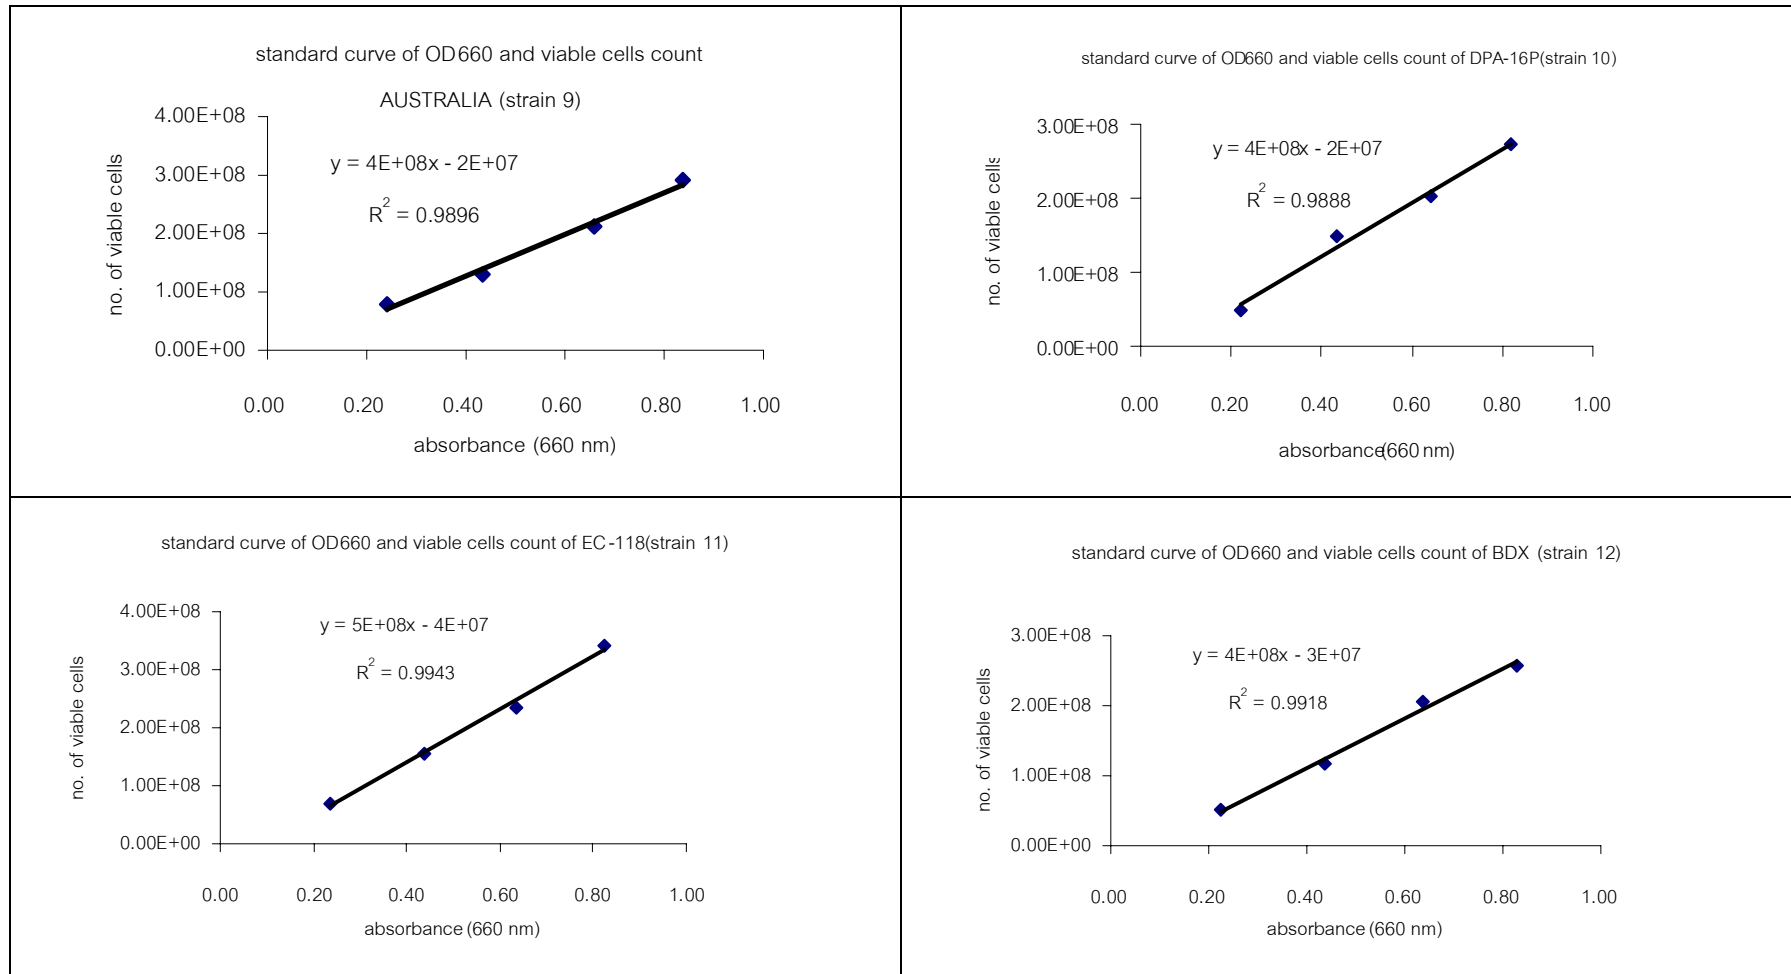 standard curve of OD660 and viable cells count
AUSTRALIA (strain 9)
4.00E+08
3.00E+08
2.00E+08
1.00E+08
0.00E+00
no. of viable cells
y = 4E+08x - 2E+07
R2 = 0.9896
0.00 0.20 0.40 0.60 0.80 1.00
absorbance (660 nm)
standard curve of OD660 and viable cells count of DPA-16P(strain 10)
3.00E+08
2.00E+08
1.00E+08
0.00E+00
no. of viable cells
y = 4E+08x - 2E+07
R2 = 0.9888
0.00 0.20 0.40 0.60 0.80 1.00
absorbance(660 nm)
standard curve of OD660 and viable cells count of EC-118(strain 11)
4.00E+08
3.00E+08
2.00E+08
1.00E+08
0.00E+00
no. of viable cells
y = 5E+08x - 4E+07
R2 = 0.9943
0.00 0.20 0.40 0.60 0.80 1.00
absorbance (660 nm)
standard curve of OD660 and viable cells count of BDX (strain 12)
3.00E+08
2.00E+08
1.00E+08
0.00E+00
no. of viable cells
y = 4E+08x - 3E+07
R2 = 0.9918
0.00 0.20 0.40 0.60 0.80 1.00
absorbance (660 nm)